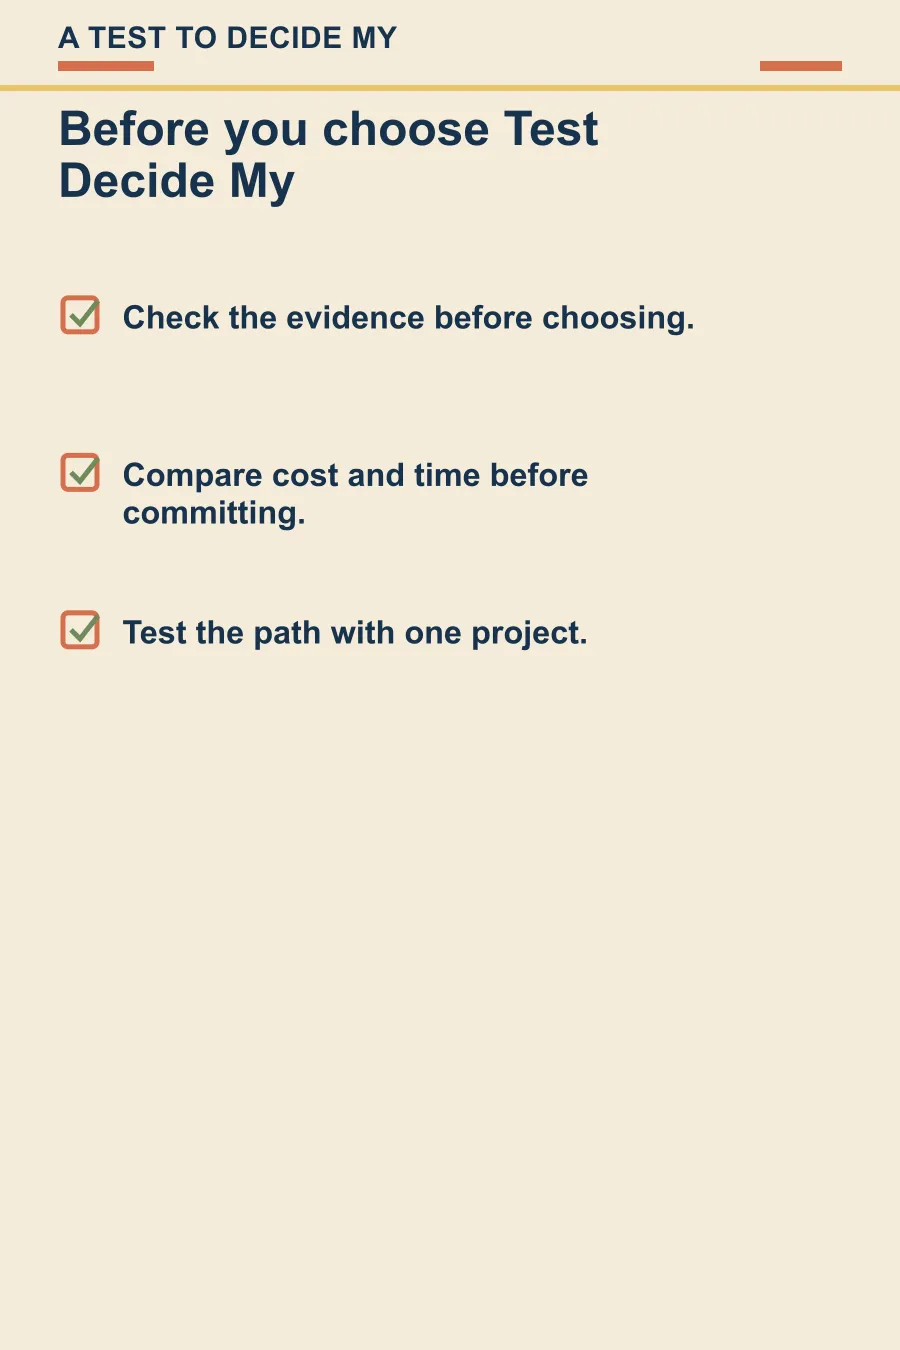 A TEST TO DECIDE MY
Before you choose Test
Decide My
Check the evidence before choosing.
Compare cost and time before
committing.
Test the path with one project.